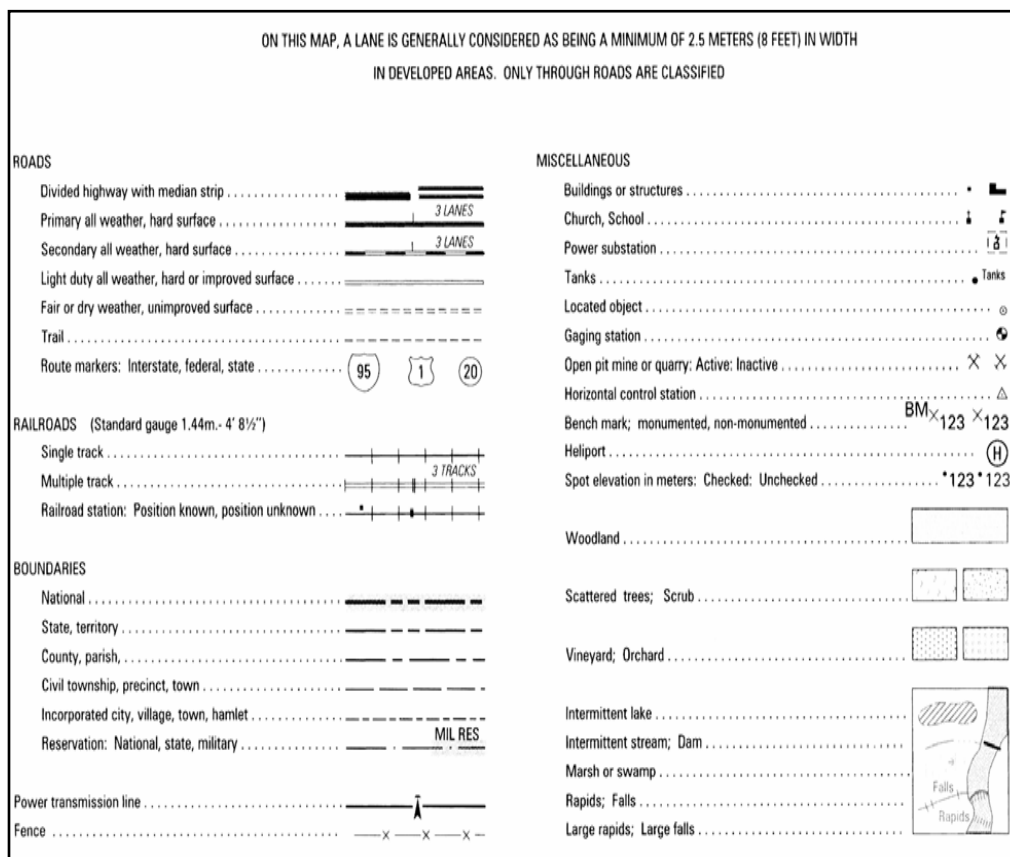 ON THIS MAP, A LANE IS GENERALLY CONSIDERED AS BEING A MINIMUM OF 2.5 METERS (8 FEET) IN WIDTH
IN DEVELOPED AREAS. ONLY THROUGH ROADS ARE CLASSIFIED
ROADS
Divided highway with median strip
Primary all weather, hard surface 3 LANES
Secondary all weather, hard surface 3 LANES
Light duty all weather, hard or improved surface
Fair or dry weather, unimproved surface
Trail
Route markers: Interstate, federal, state 95 1 20
RAILROADS (Standard gauge 1.44m.- 4' 8½")
Single track
Multiple track 3 TRACKS
Railroad station: Position known, position unknown
BOUNDARIES
National
State, territory
County, parish,
Civil township, precinct, town
Incorporated city, village, town, hamlet
Reservation: National, state, military MIL RES
Power transmission line
Fence
MISCELLANEOUS
Buildings or structures
Church, School
Power substation
Tanks Tanks
Located object
Gaging station
Open pit mine or quarry: Active: Inactive
Horizontal control station
Bench mark; monumented, non-monumented BM 123 123
Heliport H
Spot elevation in meters: Checked: Unchecked 123 123
Woodland
Scattered trees; Scrub
Vineyard; Orchard
Intermittent lake
Intermittent stream; Dam
Marsh or swamp
Rapids; Falls Falls
Large rapids; Large falls Rapids